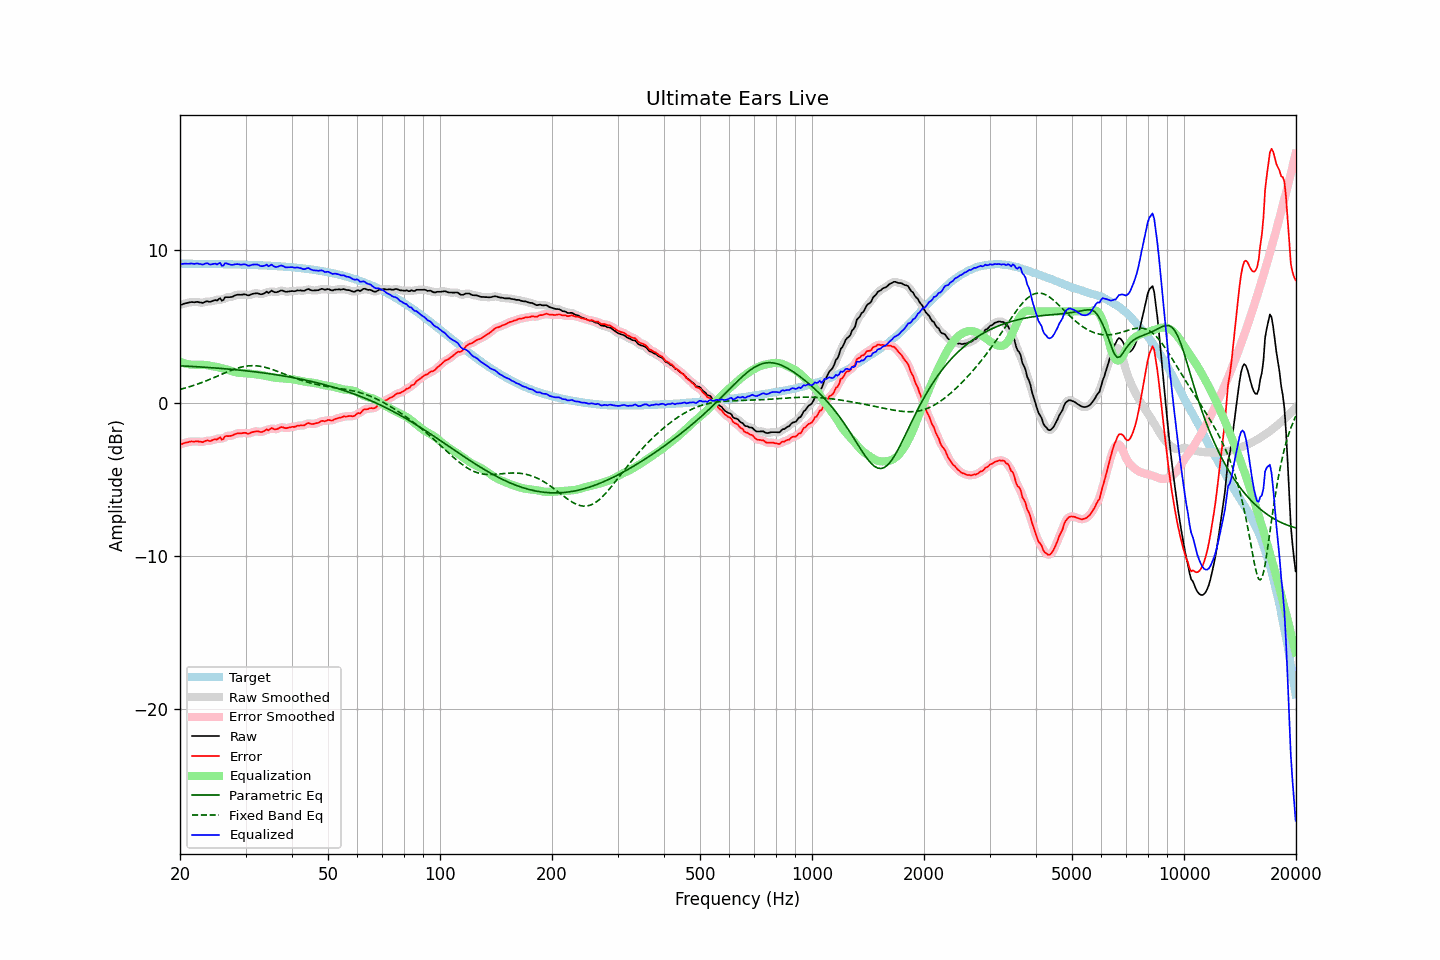 Ultimate Ears Live
Amplitude (dBr)
10
0
−10
−20
Target
Raw Smoothed
Error Smoothed
Raw
Error
Equalization
Parametric Eq
Fixed Band Eq
Equalized
20 50 100 200 500 1000 2000 5000 10000 20000
Frequency (Hz)